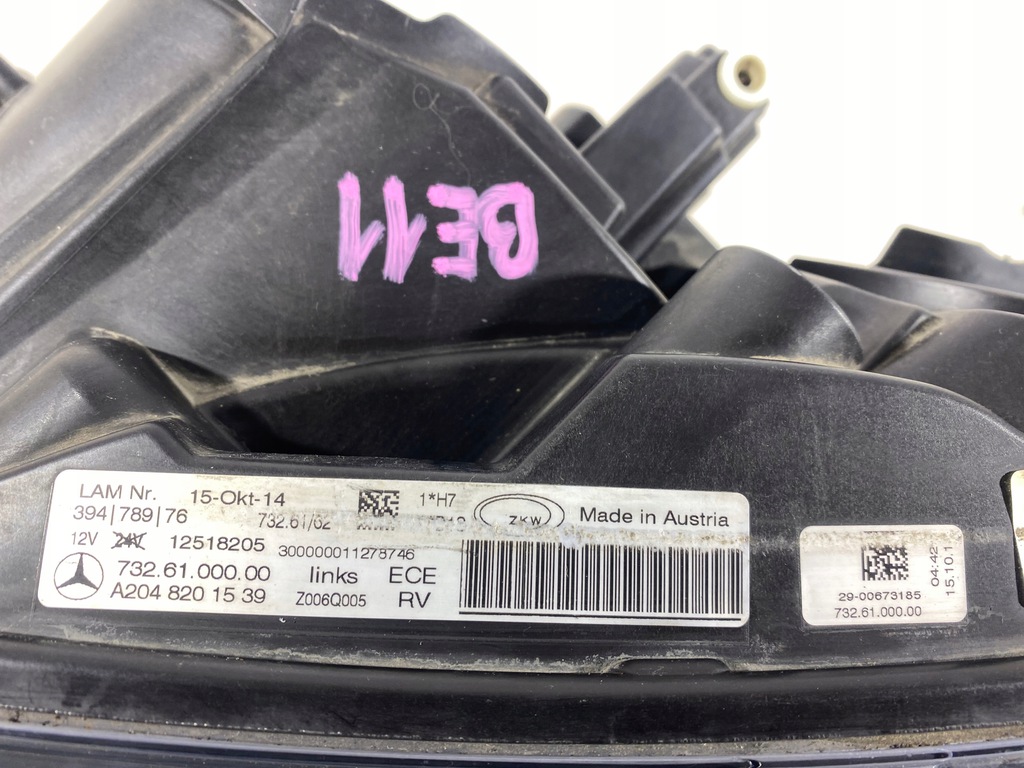 BE11
LAM Nr. 15-Okt-14 1*H7
394|789|76 732.61/62
ZKW Made in Austria
12V 24V 12518205 300000011278746
732.61.000.00 links ECE
A204 820 15 39 Z006Q005 RV
04:42
15.10.1
29-00673185
732.61.000.00